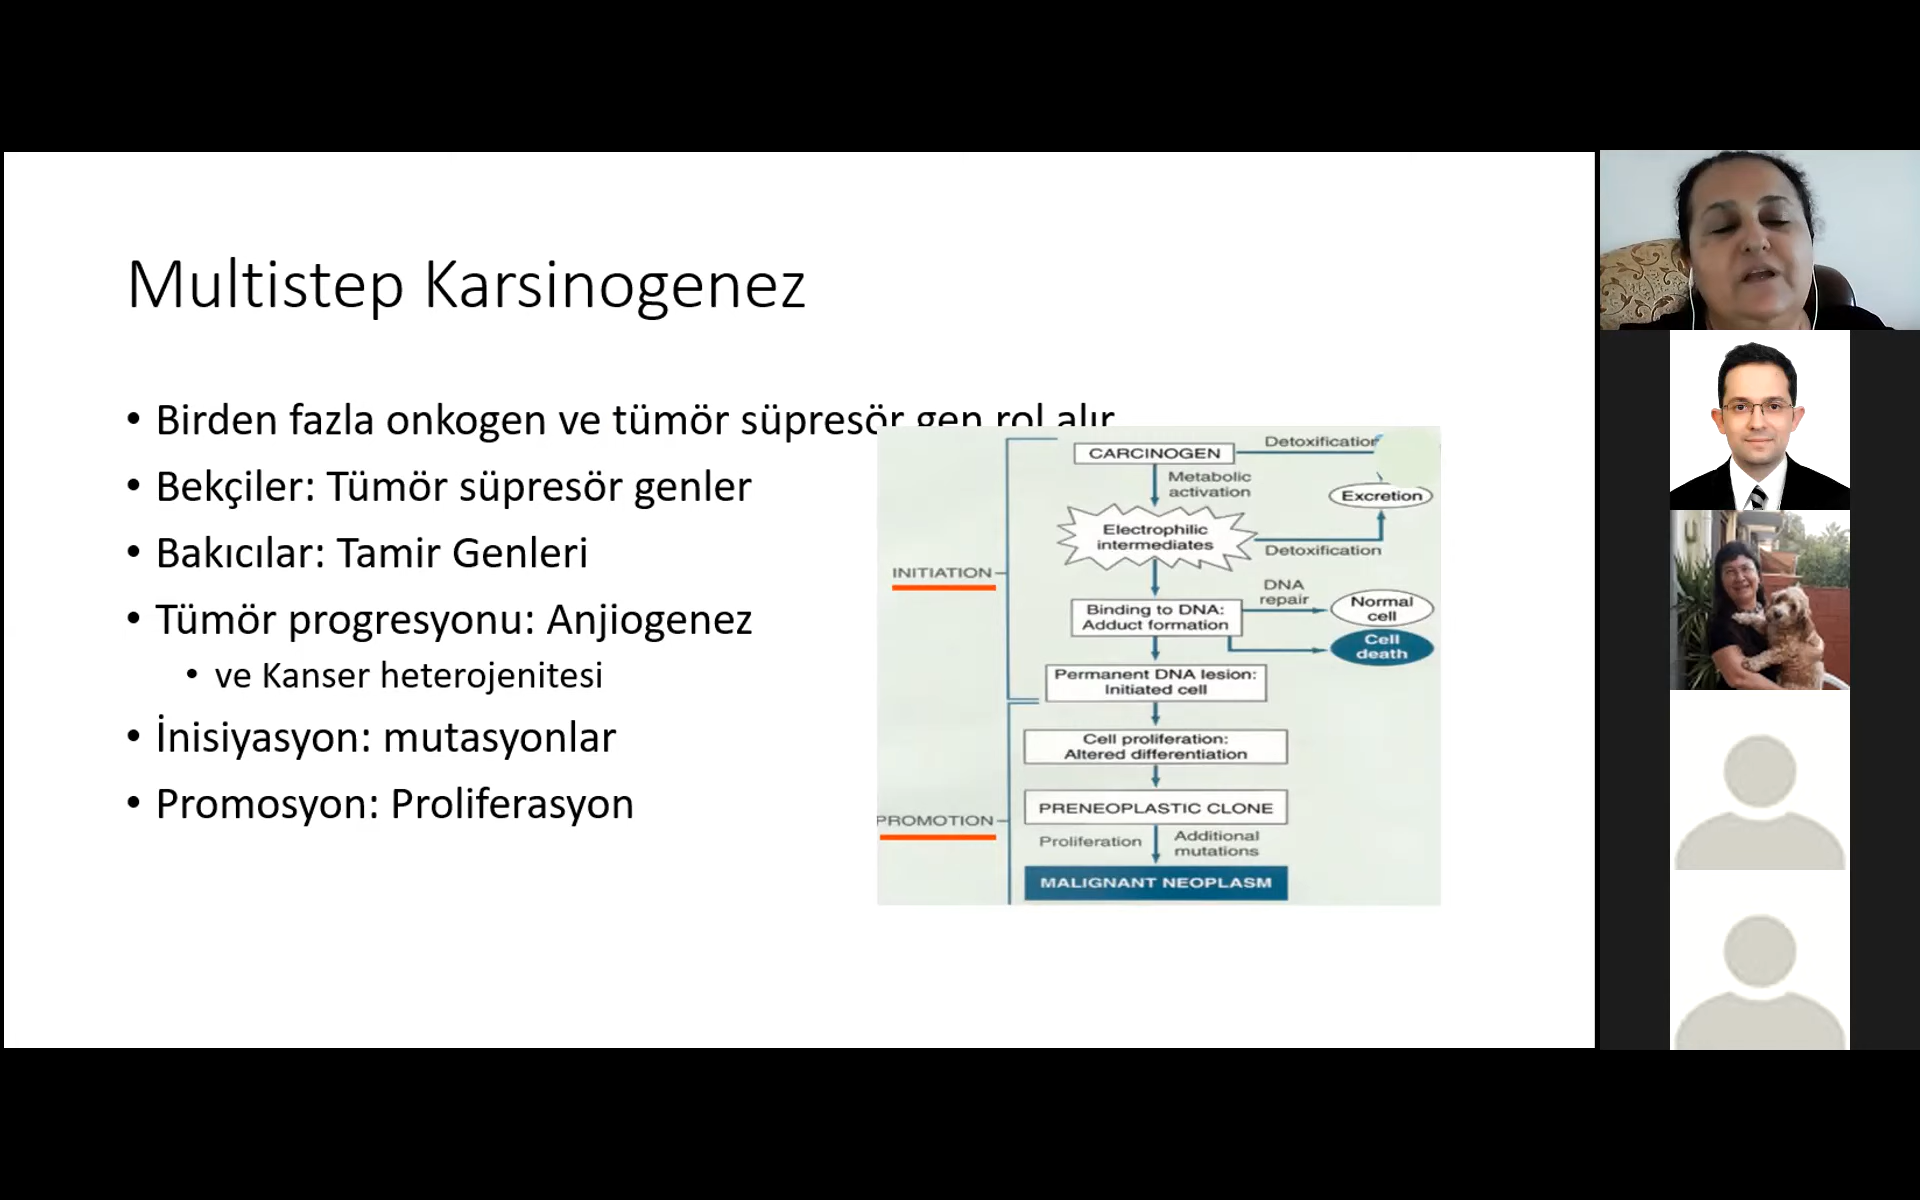 Multistep Karsinogenez
• Birden fazla onkogen ve tümör süpresör gen rol alır
• Bekçiler: Tümör süpresör genler
• Bakıcılar: Tamir Genleri
• Tümör progresyonu: Anjiogenez
• ve Kanser heterojenitesi
• İnisiyasyon: mutasyonlar
• Promosyon: Proliferasyon
CARCINOGEN
Detoxification
Metabolic
activation
Excretion
Electrophilic
intermediates
Detoxification
INITIATION
DNA
repair
Binding to DNA:
Adduct formation
Normal
cell
Cell
death
Permanent DNA lesion:
Initiated cell
Cell proliferation:
Altered differentiation
PRENEOPLASTIC CLONE
PROMOTION
Proliferation
Additional
mutations
MALIGNANT NEOPLASM